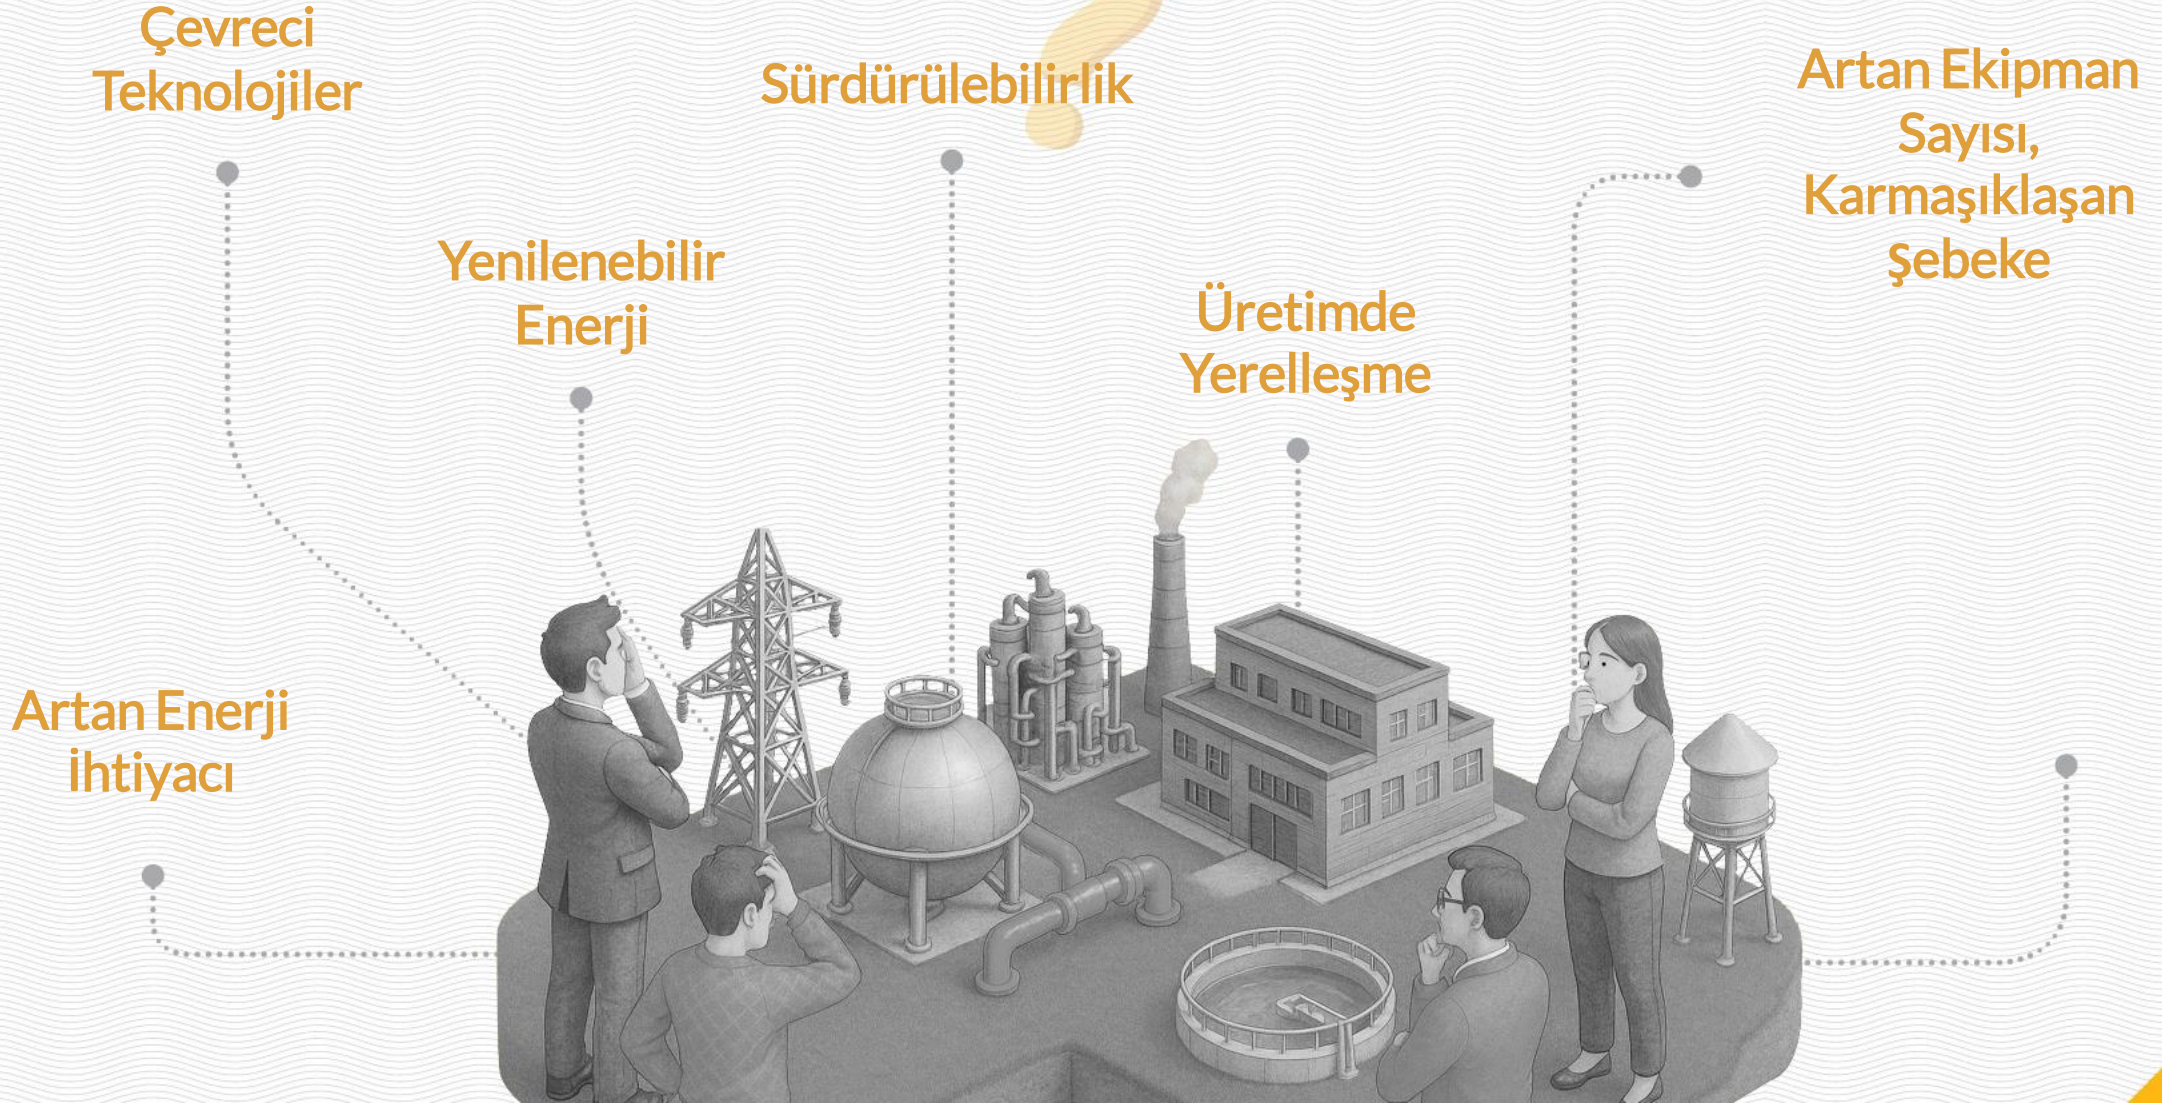 Çevreci
Teknolojiler
Sürdürülebilirlik
Artan Ekipman
Sayısı,
Karmaşıklaşan
Şebeke
Yenilenebilir
Enerji
Üretimde
Yerelleşme
Artan Enerji
İhtiyacı